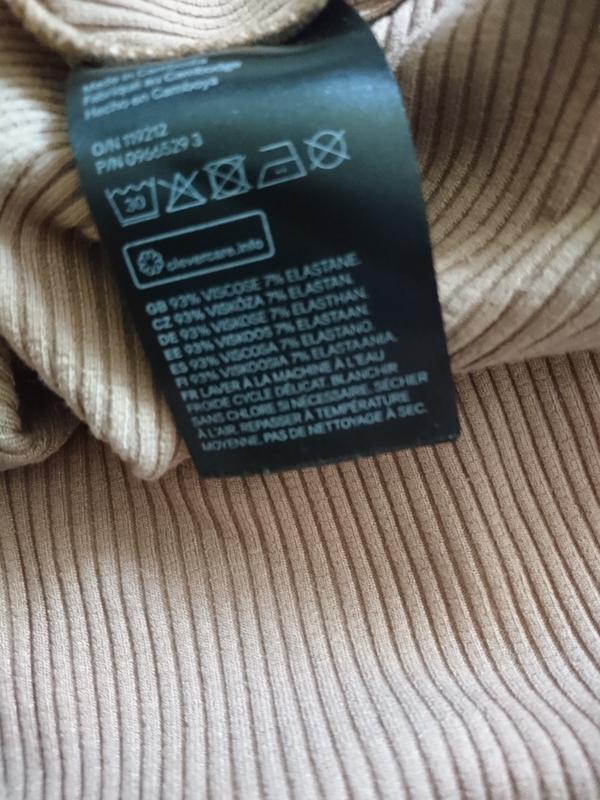 Made in Cambodia
Fabriqué au Cambodge
Hecho en Camboya
O/N 119212
P/N 0966529 3
30
clevercare.info
GB 93% VISCOSE 7% ELASTANE.
CZ 93% VISKÓZA 7% ELASTAN.
DE 93% VISKOSE 7% ELASTHAN.
EE 93% VISKOOS 7% ELASTAAN.
ES 93% VISCOSA 7% ELASTANO.
FI 93% VISKOOSIA 7% ELASTAANIA.
FR LAVER À LA MACHINE À L'EAU
FROIDE CYCLE DÉLICAT. BLANCHIR
SANS CHLORE SI NÉCESSAIRE. SÉCHER
À L'AIR. REPASSER À TEMPÉRATURE
MOYENNE. PAS DE NETTOYAGE À SEC.